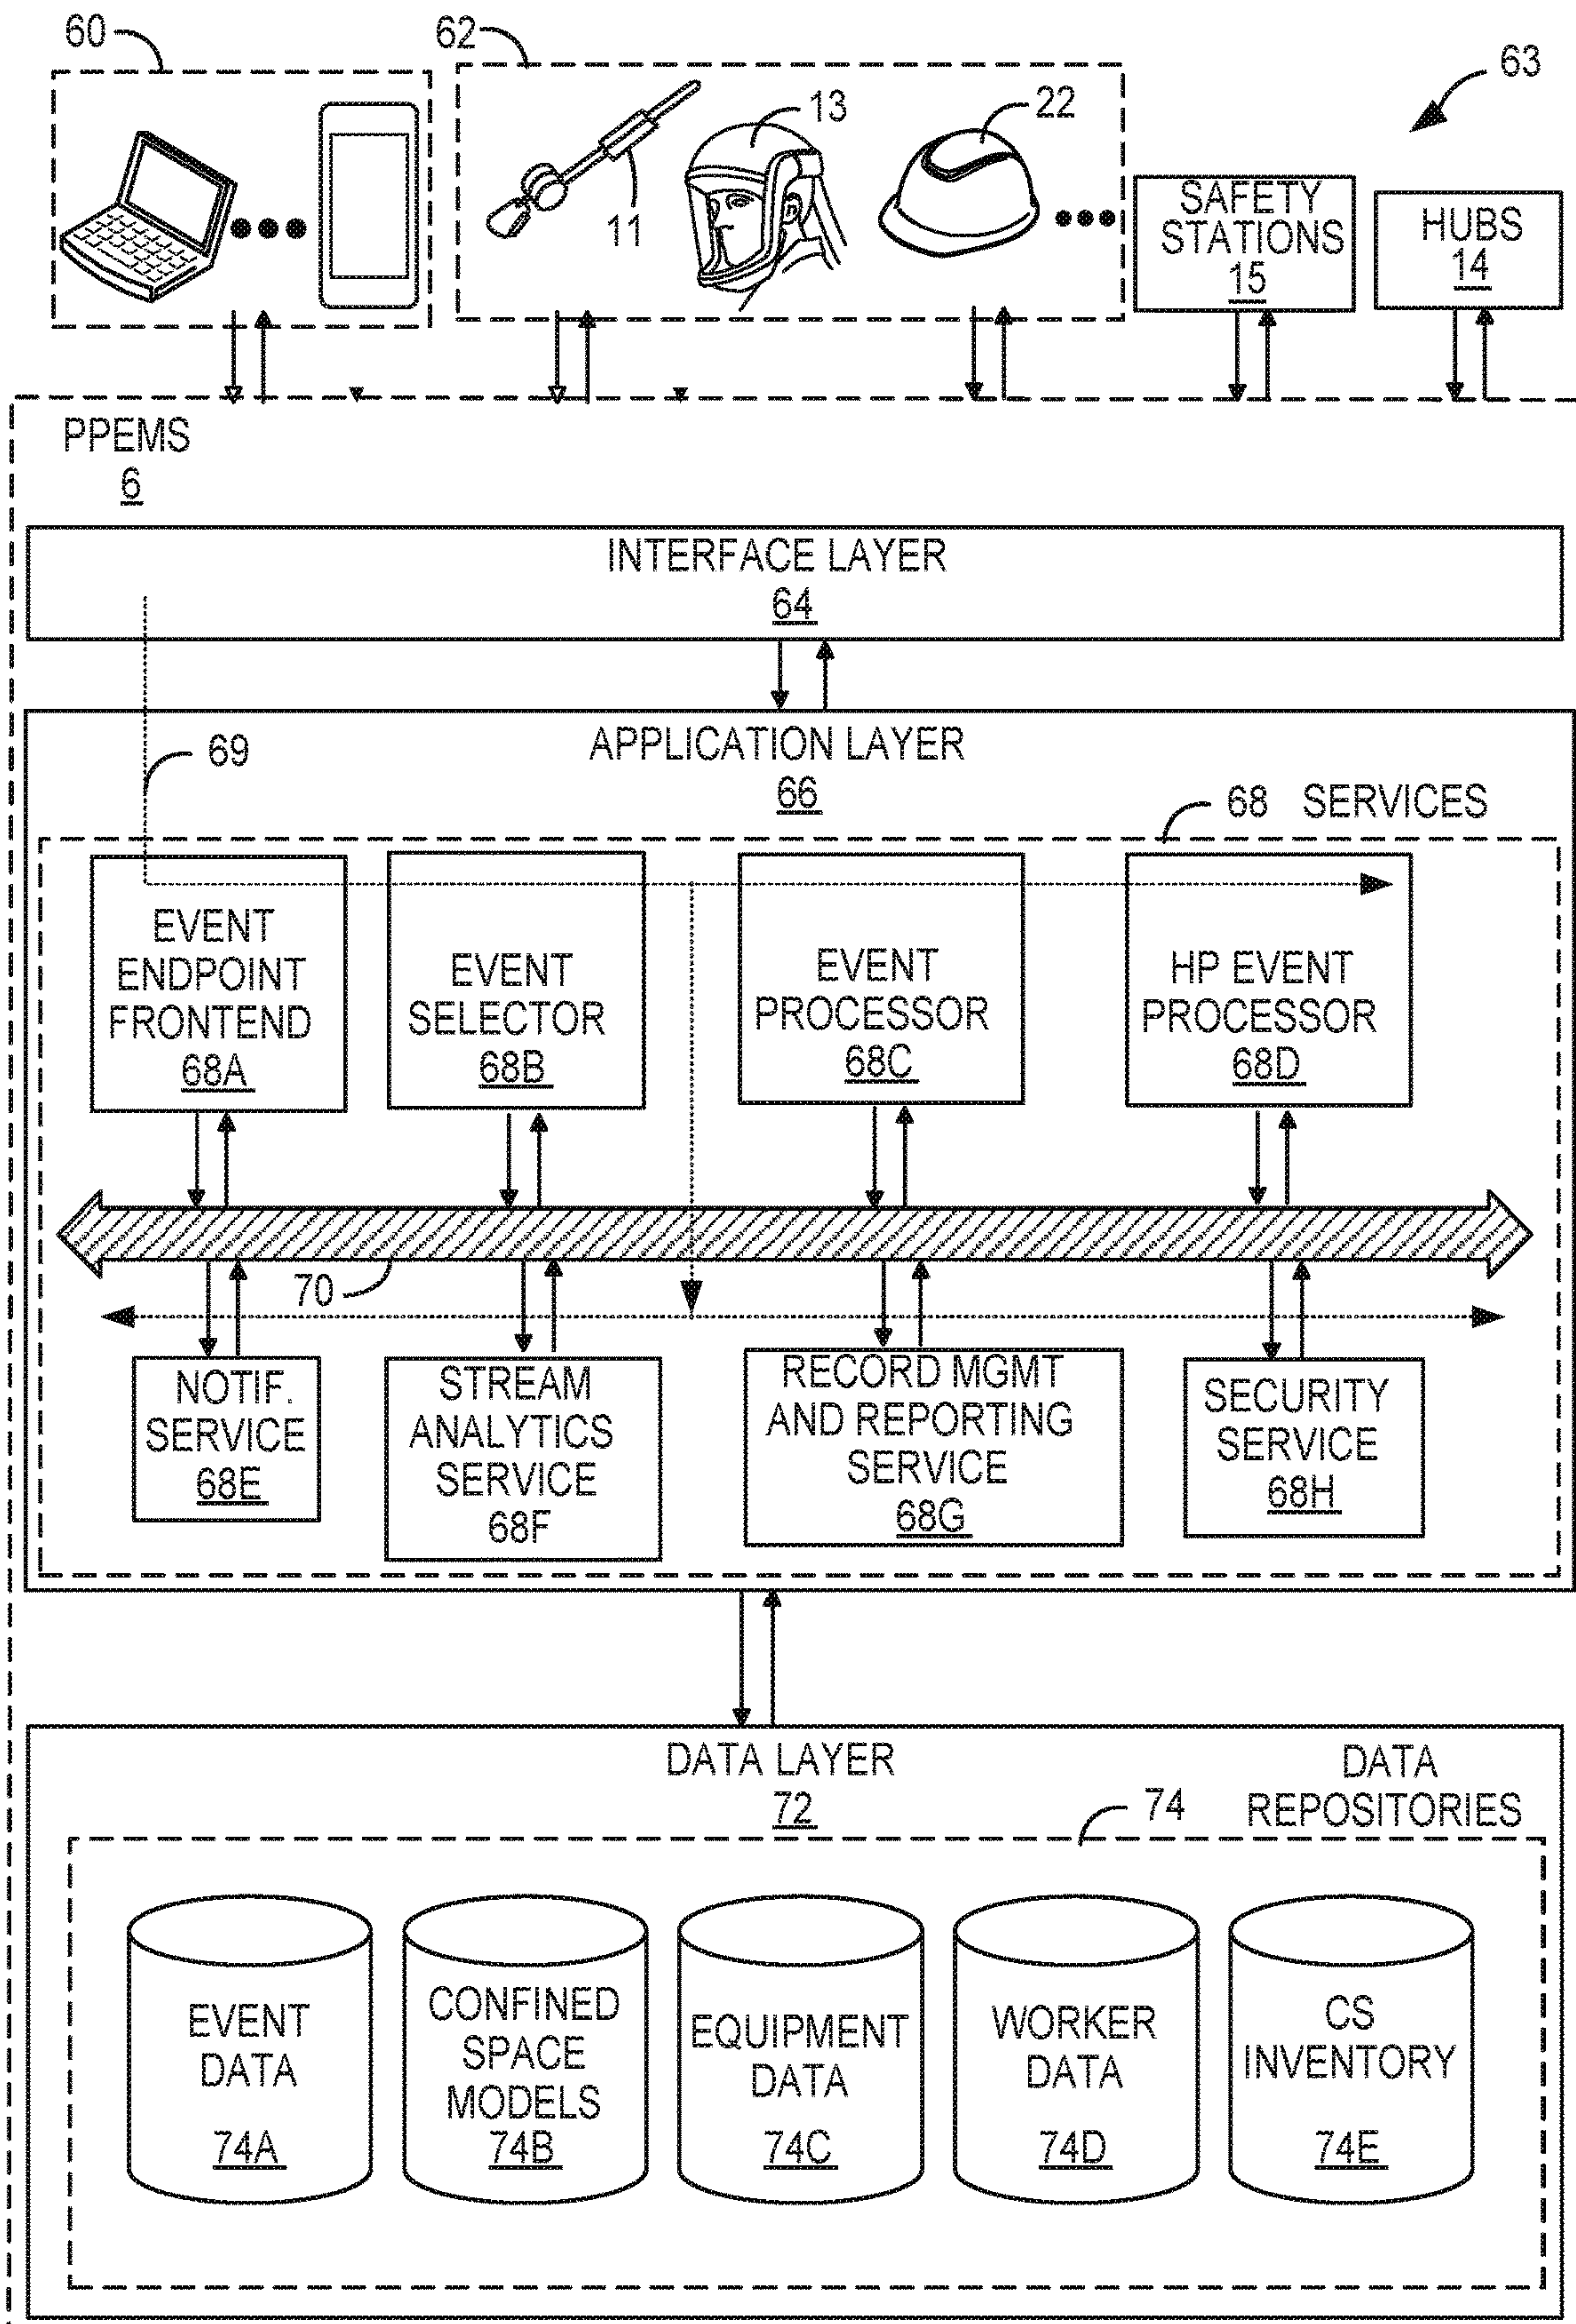 60
62
63
11
13
22
SAFETY
STATIONS
15
HUBS
14
PPEMS
6
INTERFACE LAYER
64
69
APPLICATION LAYER
66
68 SERVICES
EVENT
ENDPOINT
FRONTEND
68A
EVENT
SELECTOR
68B
EVENT
PROCESSOR
68C
HP EVENT
PROCESSOR
68D
70
NOTIF.
SERVICE
68E
STREAM
ANALYTICS
SERVICE
68F
RECORD MGMT
AND REPORTING
SERVICE
68G
SECURITY
SERVICE
68H
DATA LAYER
72
74
DATA
REPOSITORIES
EVENT
DATA
74A
CONFINED
SPACE
MODELS
74B
EQUIPMENT
DATA
74C
WORKER
DATA
74D
CS
INVENTORY
74E